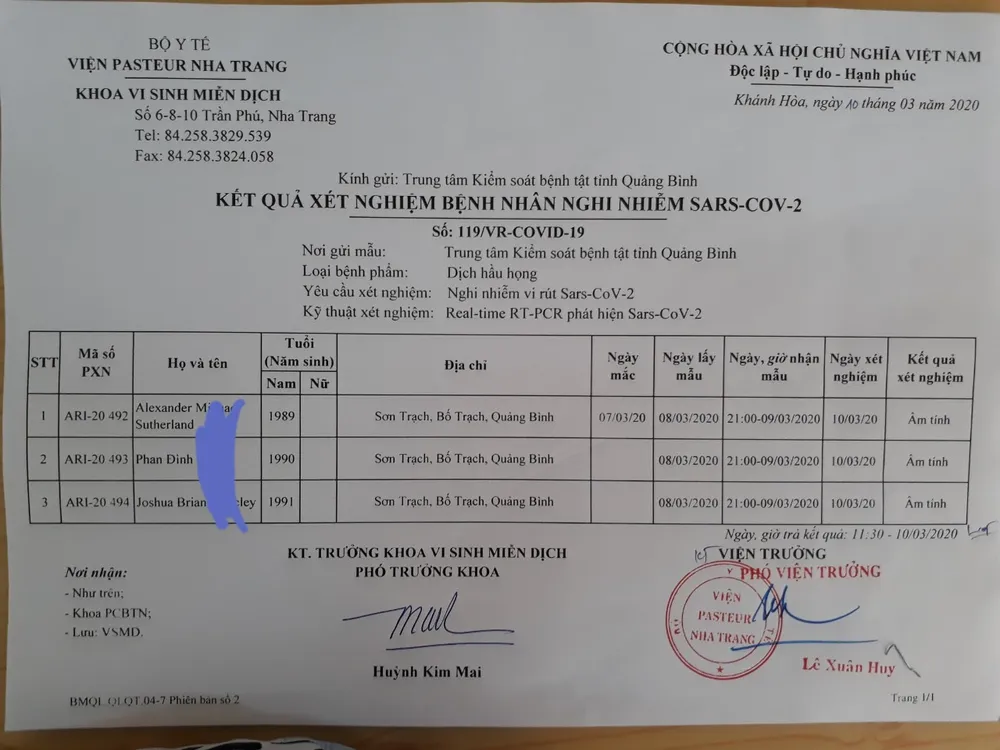 BỘ Y TẾ
VIỆN PASTEUR NHA TRANG
KHOA VI SINH MIỄN DỊCH
Số 6-8-10 Trần Phú, Nha Trang
Tel: 84.258.3829.539
Fax: 84.258.3824.058
CỘNG HÒA XÃ HỘI CHỦ NGHĨA VIỆT NAM
Độc lập - Tự do - Hạnh phúc
Khánh Hòa, ngày 10 tháng 03 năm 2020
Kính gửi: Trung tâm Kiểm soát bệnh tật tỉnh Quảng Bình
KẾT QUẢ XÉT NGHIỆM BỆNH NHÂN NGHI NHIỄM SARS-COV-2
Số: 119/VR-COVID-19
Nơi gửi mẫu: Trung tâm Kiểm soát bệnh tật tỉnh Quảng Bình
Loại bệnh phẩm: Dịch hầu họng
Yêu cầu xét nghiệm: Nghi nhiễm vi rút Sars-CoV-2
Kỹ thuật xét nghiệm: Real-time RT-PCR phát hiện Sars-CoV-2
STT Mã số PXN Họ và tên Tuổi (Năm sinh) Nam Nữ Địa chỉ Ngày mắc Ngày lấy mẫu Ngày, giờ nhận mẫu Ngày xét nghiệm Kết quả xét nghiệm
1 ARI-20 492 Alexander Sutherland 1989 Sơn Trạch, Bố Trạch, Quảng Bình 07/03/20 08/03/2020 21:00-09/03/2020 10/03/20 Âm tính
2 ARI-20 493 Phan Đình 1990 Sơn Trạch, Bố Trạch, Quảng Bình 08/03/2020 21:00-09/03/2020 10/03/20 Âm tính
3 ARI-20 494 Joshua Brian 1991 Sơn Trạch, Bố Trạch, Quảng Bình 08/03/2020 21:00-09/03/2020 10/03/20 Âm tính
Ngày, giờ trả kết quả: 11:30 - 10/03/2020
Nơi nhận:
- Như trên;
- Khoa PCBTN;
- Lưu: VSMD.
KT. TRƯỞNG KHOA VI SINH MIỄN DỊCH
PHÓ TRƯỞNG KHOA
Huỳnh Kim Mai
KT VIỆN TRƯỞNG
PHÓ VIỆN TRƯỞNG
VIỆN
PASTEUR
NHA TRANG
Lê Xuân Huy
BMQL.QLQT.04-7 Phiên bản số 2
Trang 1/1